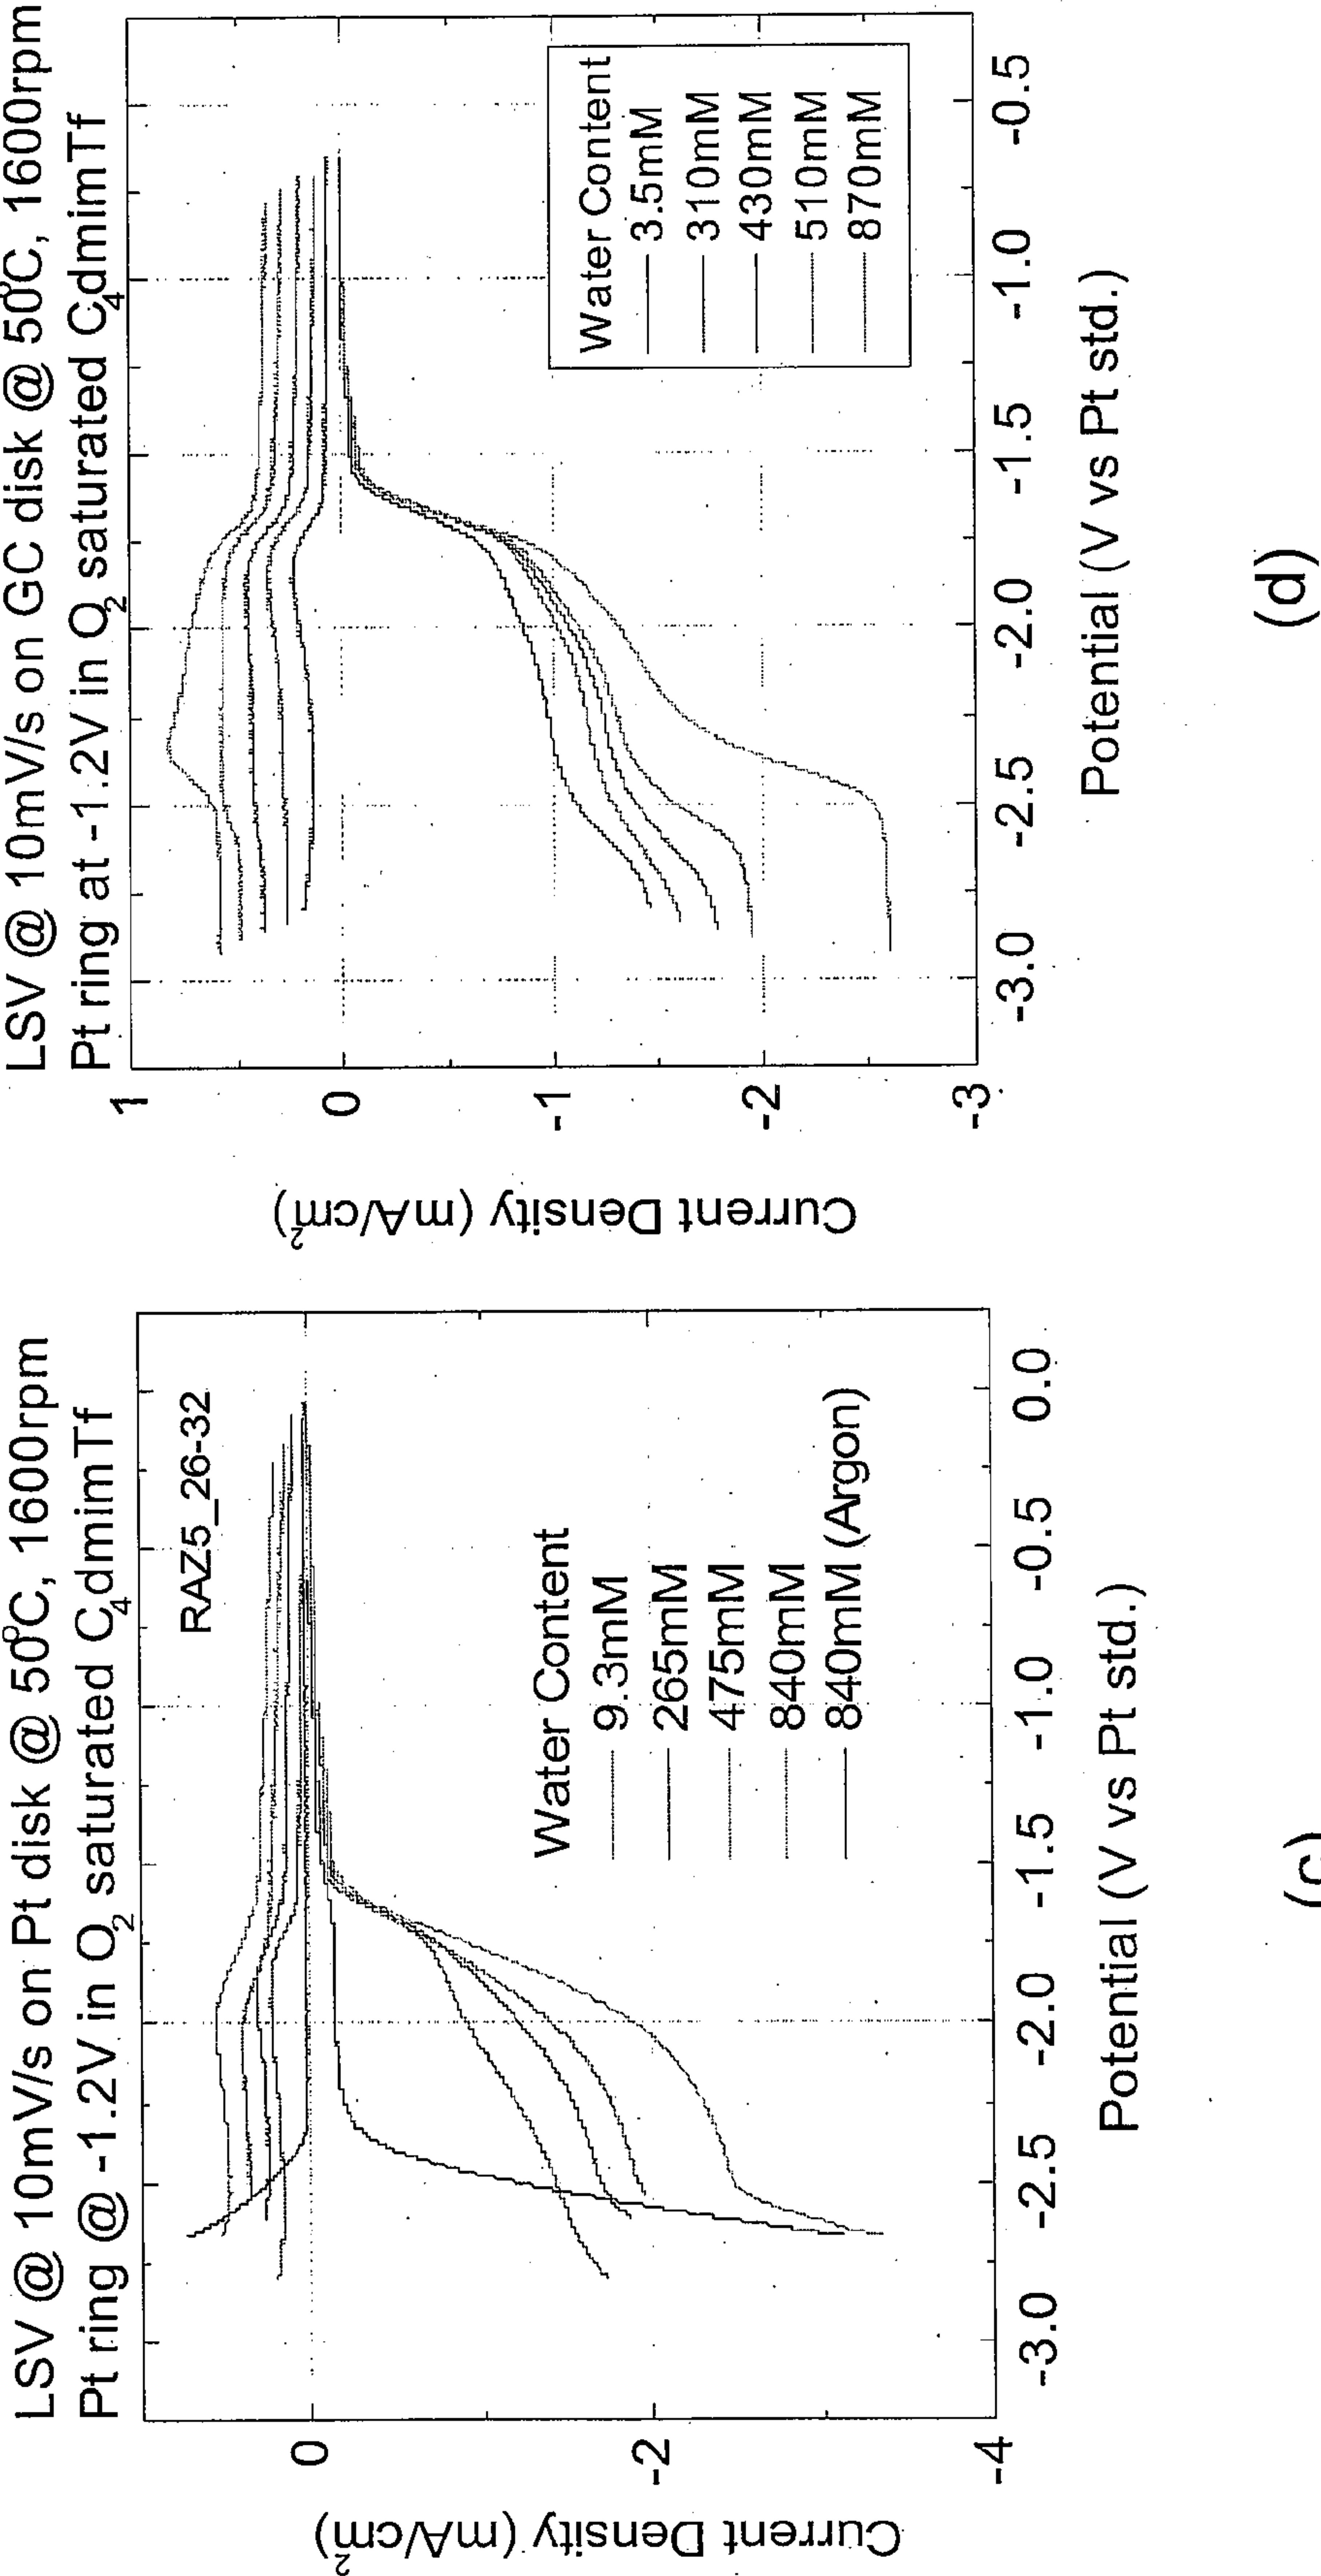 LSV @ 10mV/s on Pt disk @ 50°C, 1600rpm
Pt ring @ -1.2V in O2 saturated C4dmimTf
RAZ5_26-32
0
-2
-4
Current Density (mA/cm2)
Water Content
9.3mM
265mM
475mM
840mM
840mM (Argon)
-3.0 -2.5 -2.0 -1.5 -1.0 -0.5 0.0
Potential (V vs Pt std.)
(c)
LSV @ 10mV/s on GC disk @ 50°C, 1600rpm
Pt ring at -1.2V in O2 saturated C4dmimTf
1
0
-1
-2
-3
Current Density (mA/cm2)
Water Content
3.5mM
310mM
430mM
510mM
870mM
-3.0 -2.5 -2.0 -1.5 -1.0 -0.5
Potential (V vs Pt std.)
(d)